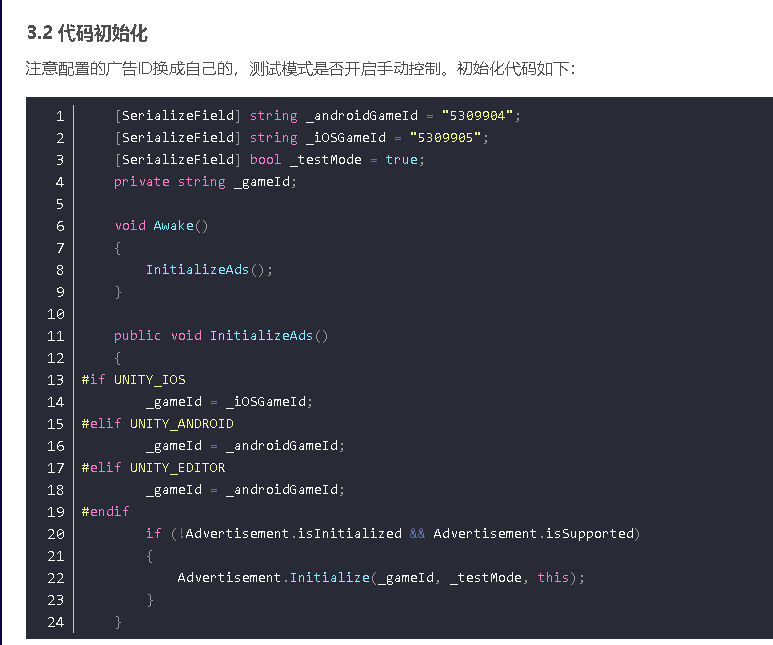 3.2 代码初始化
注意配置的广告ID换成自己的，测试模式是否开启手动控制。初始化代码如下：
1 [SerializeField] string _androidGameId = "5309904";
2 [SerializeField] string _iOSGameId = "5309905";
3 [SerializeField] bool _testMode = true;
4 private string _gameId;
5
6 void Awake()
7 {
8 InitializeAds();
9 }
10
11 public void InitializeAds()
12 {
13 #if UNITY_IOS
14 _gameId = _iOSGameId;
15 #elif UNITY_ANDROID
16 _gameId = _androidGameId;
17 #elif UNITY_EDITOR
18 _gameId = _androidGameId;
19 #endif
20 if (!Advertisement.isInitialized && Advertisement.isSupported)
21 {
22 Advertisement.Initialize(_gameId, _testMode, this);
23 }
24 }